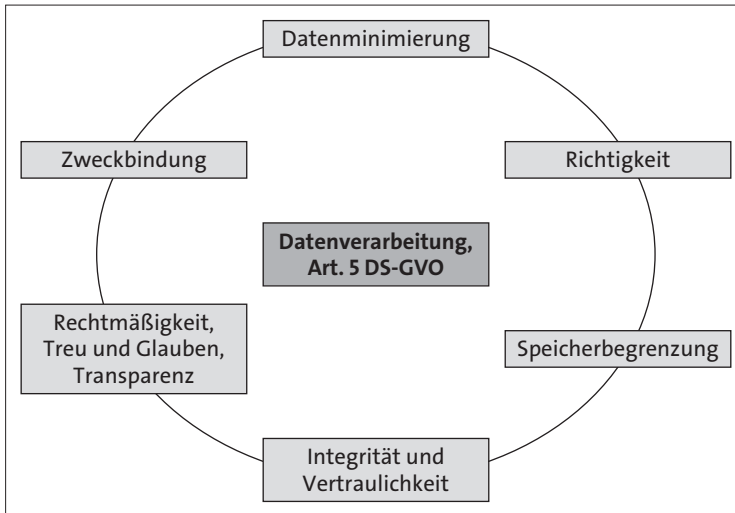 Datenminimierung
Zweckbindung
Richtigkeit
Datenverarbeitung,
Art. 5 DS-GVO
Rechtmäßigkeit,
Treu und Glauben,
Transparenz
Speicherbegrenzung
Integrität und
Vertraulichkeit